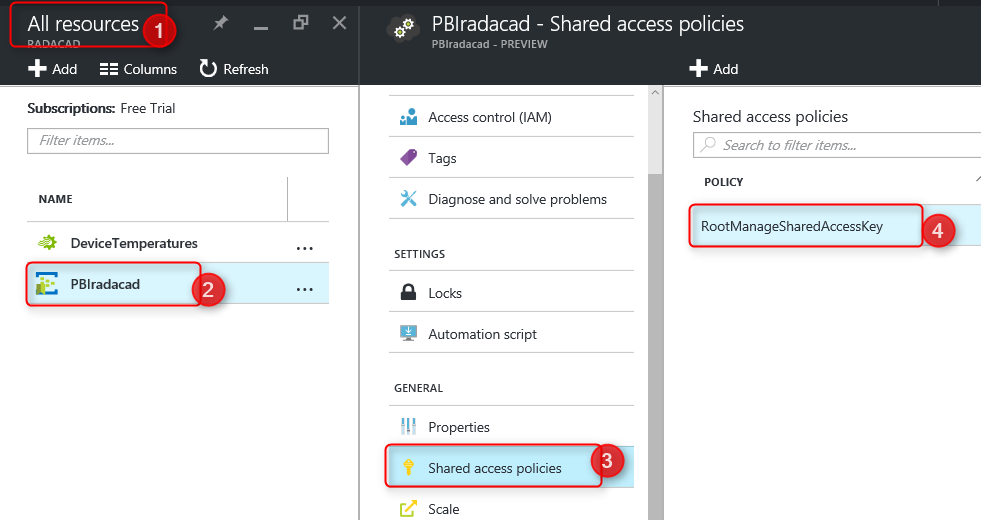 All resources
1
RADACAD
Add
Columns
Refresh
Subscriptions: Free Trial
Filter items...
NAME
DeviceTemperatures
...
PBIradacad
2
...
PBIradacad - Shared access policies
PBIradacad - PREVIEW
Access control (IAM)
Tags
Diagnose and solve problems
SETTINGS
Locks
Automation script
GENERAL
Properties
Shared access policies
3
Scale
Add
Shared access policies
Search to filter items...
POLICY
RootManageSharedAccessKey
4